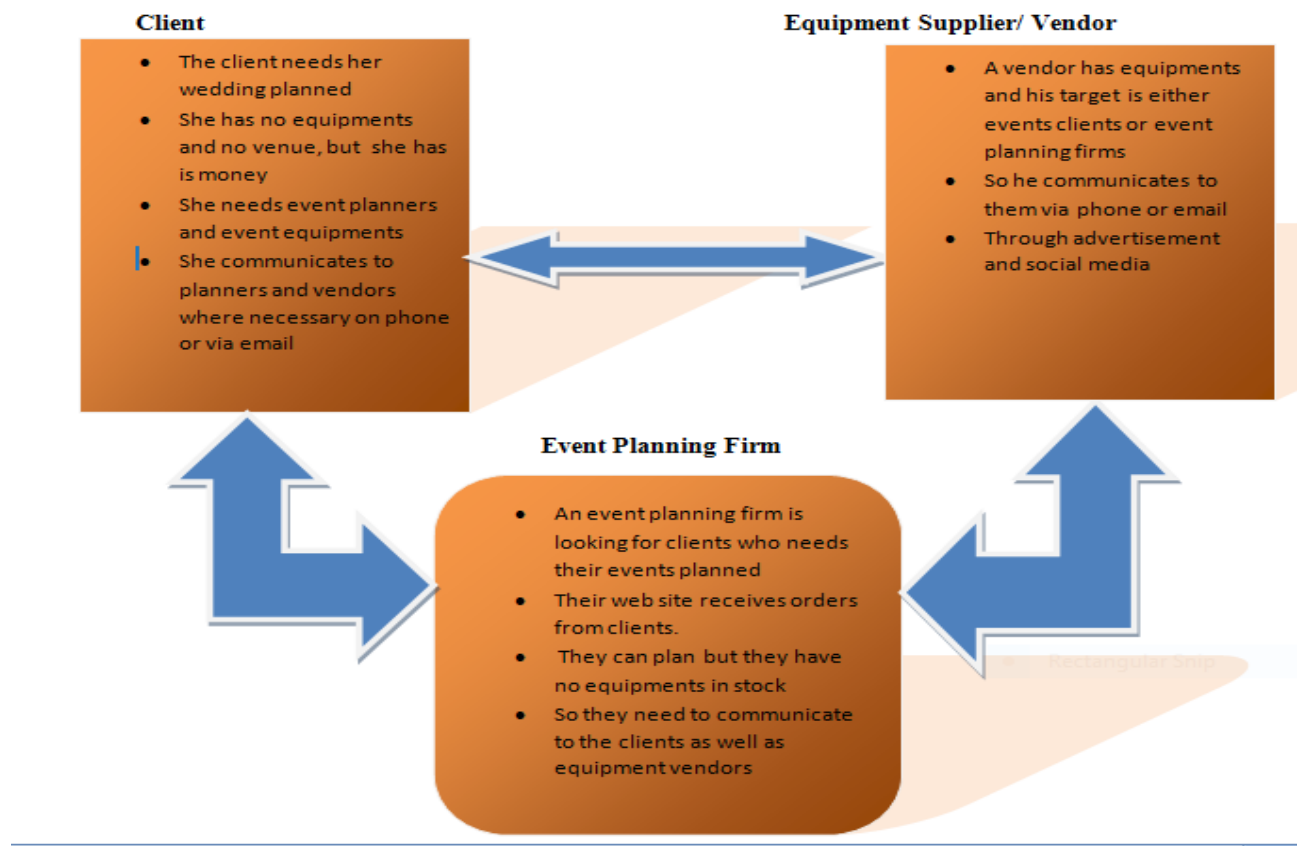 Client
• The client needs her
wedding planned
• She has no equipments
and no venue, but she has
is money
• She needs event planners
and event equipments
• She communicates to
planners and vendors
where necessary on phone
or via email
Equipment Supplier/ Vendor
• A vendor has equipments
and his target is either
events clients or event
planning firms
• So he communicates to
them via phone or email
• Through advertisement
and social media
Event Planning Firm
• An event planning firm is
looking for clients who needs
their events planned
• Their web site receives orders
from clients.
• They can plan but they have
no equipments in stock
• So they need to communicate
to the clients as well as
equipment vendors
• Rectangular Snip